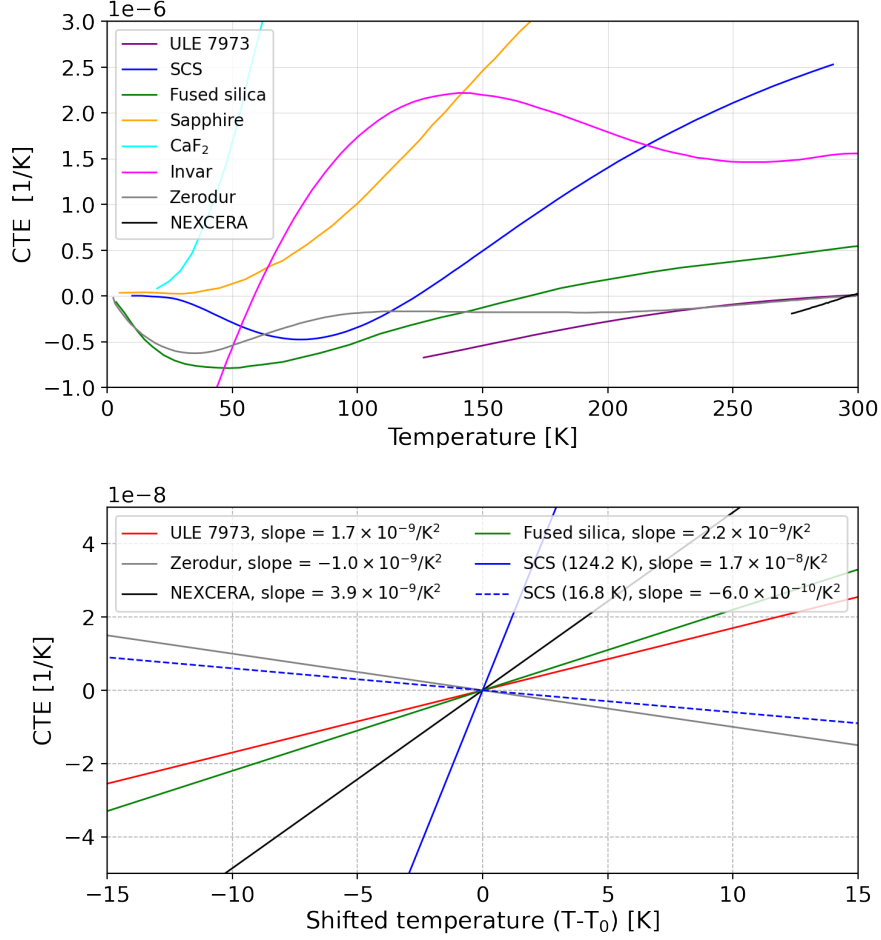 1e−6
CTE [1/K]
3.0
2.5
2.0
1.5
1.0
0.5
0.0
−0.5
−1.0
ULE 7973
SCS
Fused silica
Sapphire
CaF₂
Invar
Zerodur
NEXCERA
0 50 100 150 200 250 300
Temperature [K]
1e−8
CTE [1/K]
4
2
0
−2
−4
ULE 7973, slope = 1.7 × 10⁻⁹/K²
Zerodur, slope = −1.0 × 10⁻⁹/K²
NEXCERA, slope = 3.9 × 10⁻⁹/K²
Fused silica, slope = 2.2 × 10⁻⁹/K²
SCS (124.2 K), slope = 1.7 × 10⁻⁸/K²
SCS (16.8 K), slope = −6.0 × 10⁻¹⁰/K²
−15 −10 −5 0 5 10 15
Shifted temperature (T-T₀) [K]